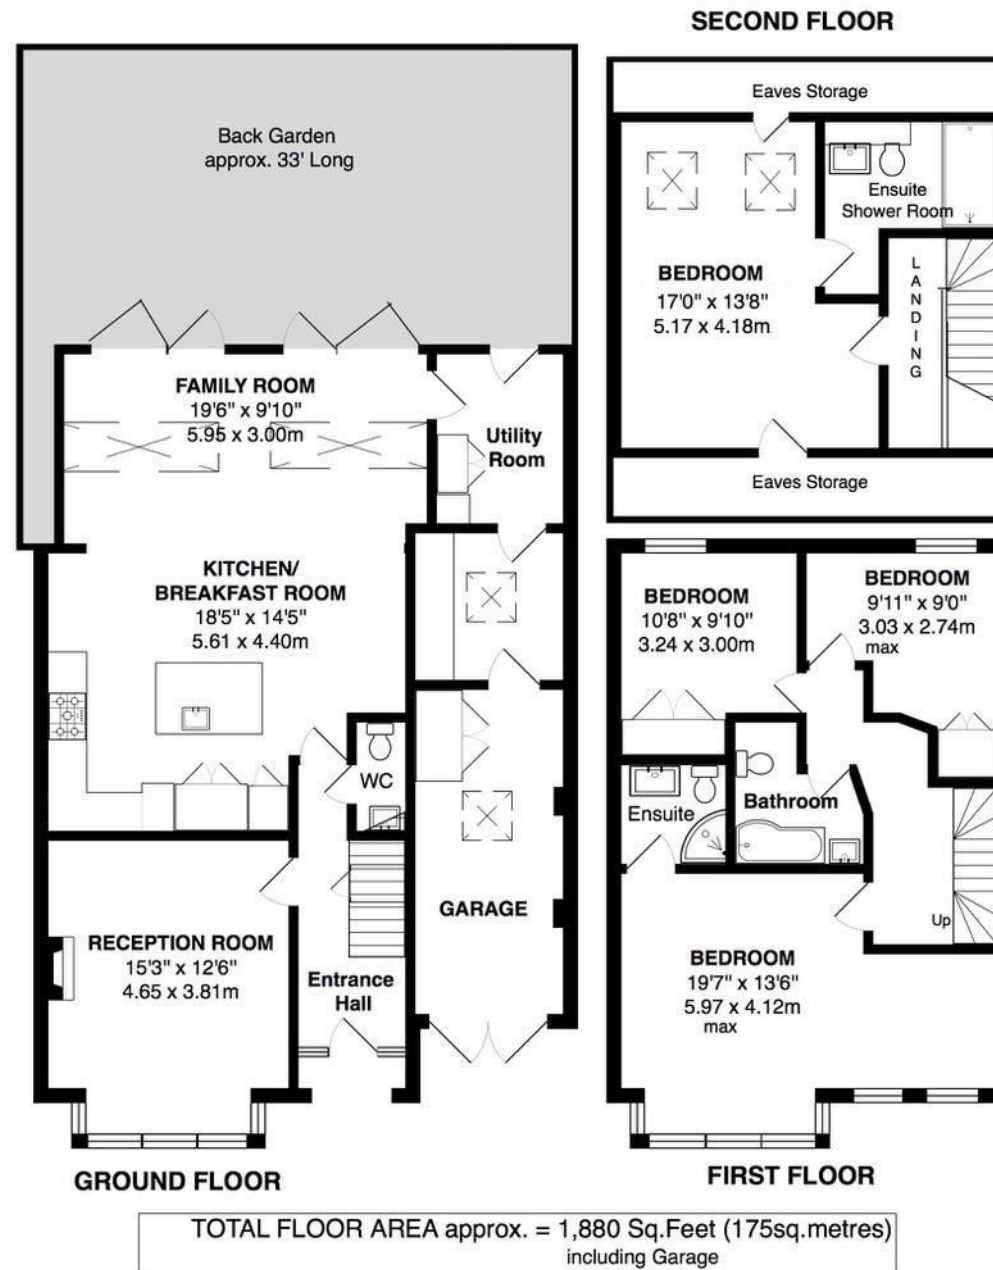 SECOND FLOOR
Back Garden
approx. 33' Long
FAMILY ROOM
19'6" x 9'10"
5.95 x 3.00m
Utility
Room
KITCHEN/
BREAKFAST ROOM
18'5" x 14'5"
5.61 x 4.40m
WC
GARAGE
RECEPTION ROOM
15'3" x 12'6"
4.65 x 3.81m
Entrance
Hall
GROUND FLOOR
Eaves Storage
Ensuite
Shower Room
BEDROOM
17'0" x 13'8"
5.17 x 4.18m
LANDING
Eaves Storage
BEDROOM
10'8" x 9'10"
3.24 x 3.00m
BEDROOM
9'11" x 9'0"
3.03 x 2.74m
max
Ensuite
Bathroom
Up
BEDROOM
19'7" x 13'6"
5.97 x 4.12m
max
FIRST FLOOR
TOTAL FLOOR AREA approx. = 1,880 Sq.Feet (175sq.metres)
including Garage